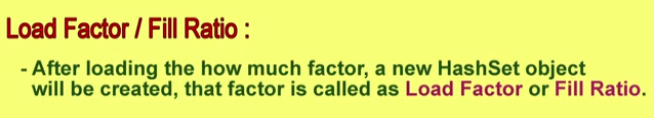 Load Factor / Fill Ratio :
- After loading the how much factor, a new HashSet object
will be created, that factor is called as Load Factor or Fill Ratio.